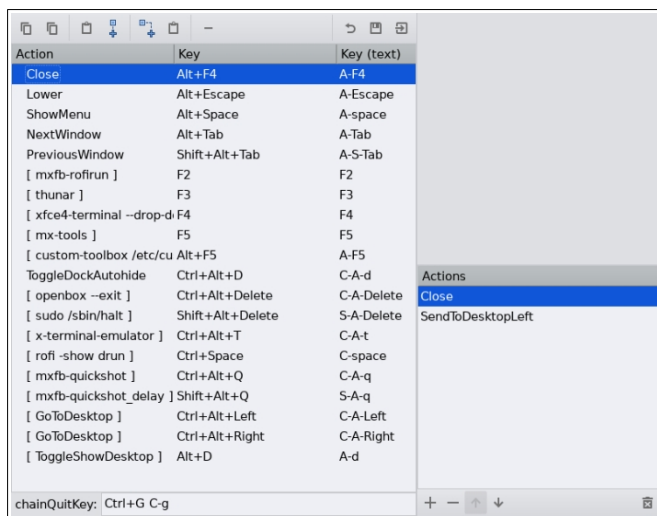 Action Key Key (text)
Close Alt+F4 A-F4
Lower Alt+Escape A-Escape
ShowMenu Alt+Space A-space
NextWindow Alt+Tab A-Tab
PreviousWindow Shift+Alt+Tab A-S-Tab
[ mxfb-rofirun ] F2 F2
[ thunar ] F3 F3
[ xfce4-terminal --drop-d F4 F4
[ mx-tools ] F5 F5
[ custom-toolbox /etc/cu Alt+F5 A-F5
ToggleDockAutohide Ctrl+Alt+D C-A-d
[ openbox --exit ] Ctrl+Alt+Delete C-A-Delete
[ sudo /sbin/halt ] Shift+Alt+Delete S-A-Delete
[ x-terminal-emulator ] Ctrl+Alt+T C-A-t
[ rofi -show drun ] Ctrl+Space C-space
[ mxfb-quickshot ] Ctrl+Alt+Q C-A-q
[ mxfb-quickshot_delay ] Shift+Alt+Q S-A-q
[ GoToDesktop ] Ctrl+Alt+Left C-A-Left
[ GoToDesktop ] Ctrl+Alt+Right C-A-Right
[ ToggleShowDesktop ] Alt+D A-d
chainQuitKey: Ctrl+G C-g
Actions
Close
SendToDesktopLeft